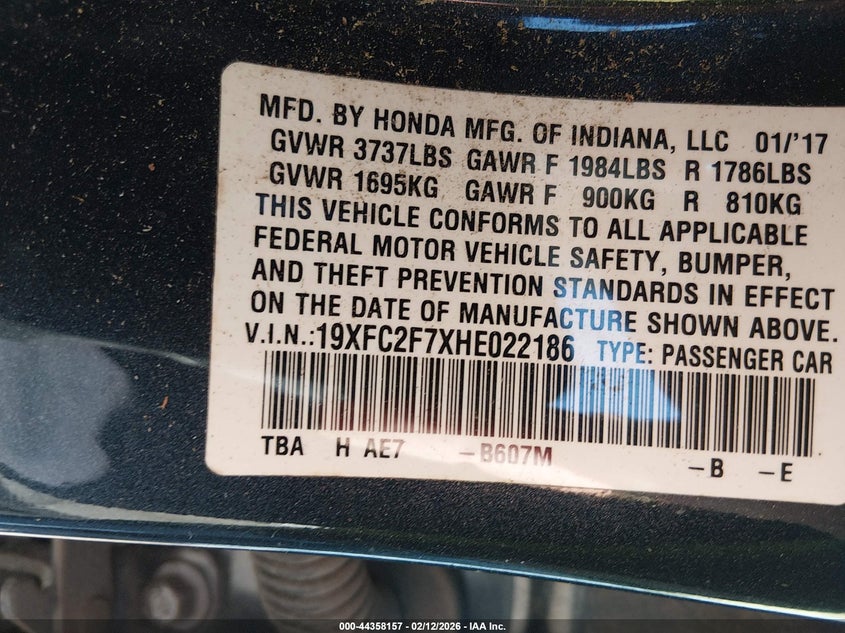 MFD. BY HONDA MFG. OF INDIANA, LLC 01/'17
GVWR 3737LBS GAWR F 1984LBS R 1786LBS
GVWR 1695KG GAWR F 900KG R 810KG
THIS VEHICLE CONFORMS TO ALL APPLICABLE
FEDERAL MOTOR VEHICLE SAFETY, BUMPER,
AND THEFT PREVENTION STANDARDS IN EFFECT
ON THE DATE OF MANUFACTURE SHOWN ABOVE.
V.I.N.:19XFC2F7XHE022186 TYPE: PASSENGER CAR
TBA H AE7 -B607M -B -E
000-44358157 - 02/12/2026 - IAA Inc.